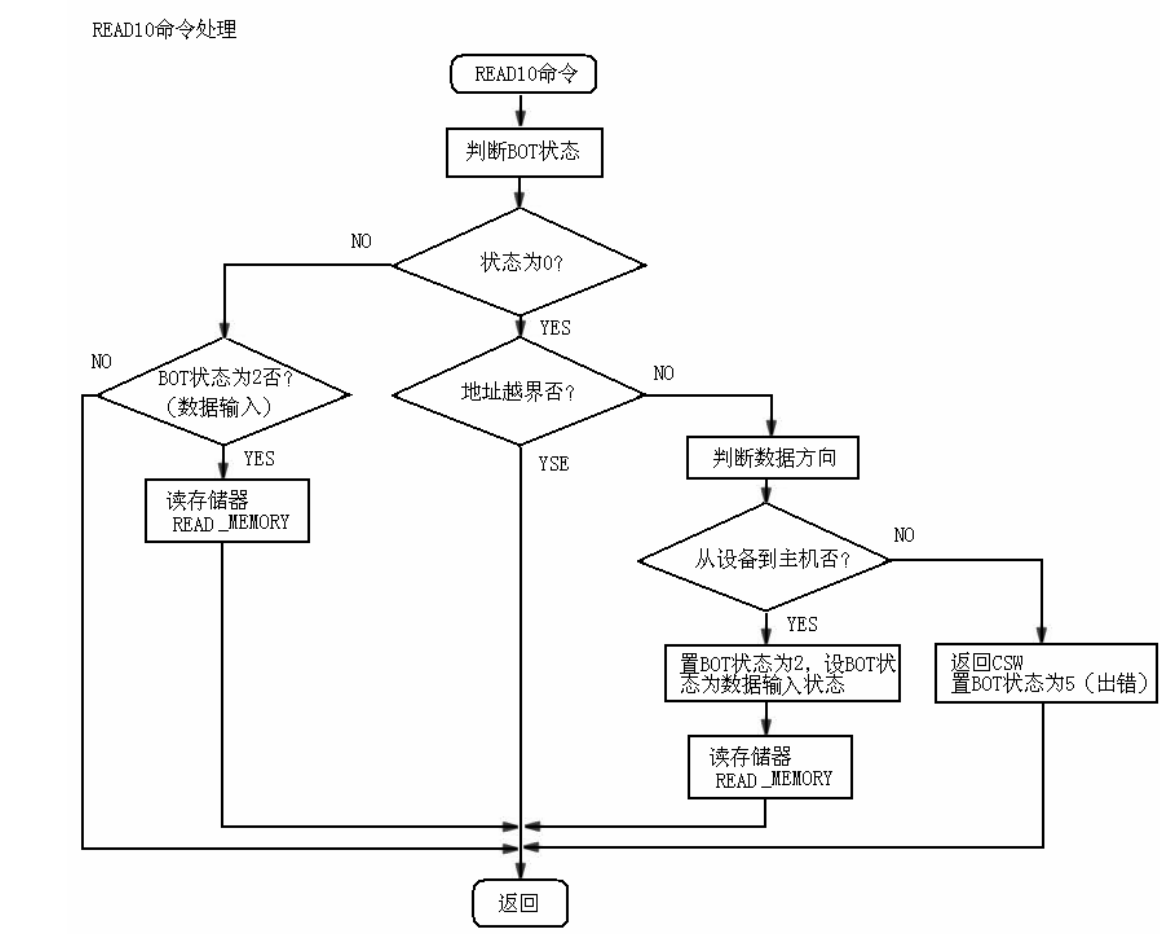 READ10命令处理
READ10命令
判断BOT状态
状态为0?
NO
YES
BOT状态为2否?
(数据输入)
NO
YES
读存储器
READ_MEMORY
地址越界否?
NO
YSE
判断数据方向
从设备到主机否?
NO
YES
置BOT状态为2, 设BOT状
态为数据输入状态
读存储器
READ_MEMORY
返回CSW
置BOT状态为5（出错）
返回